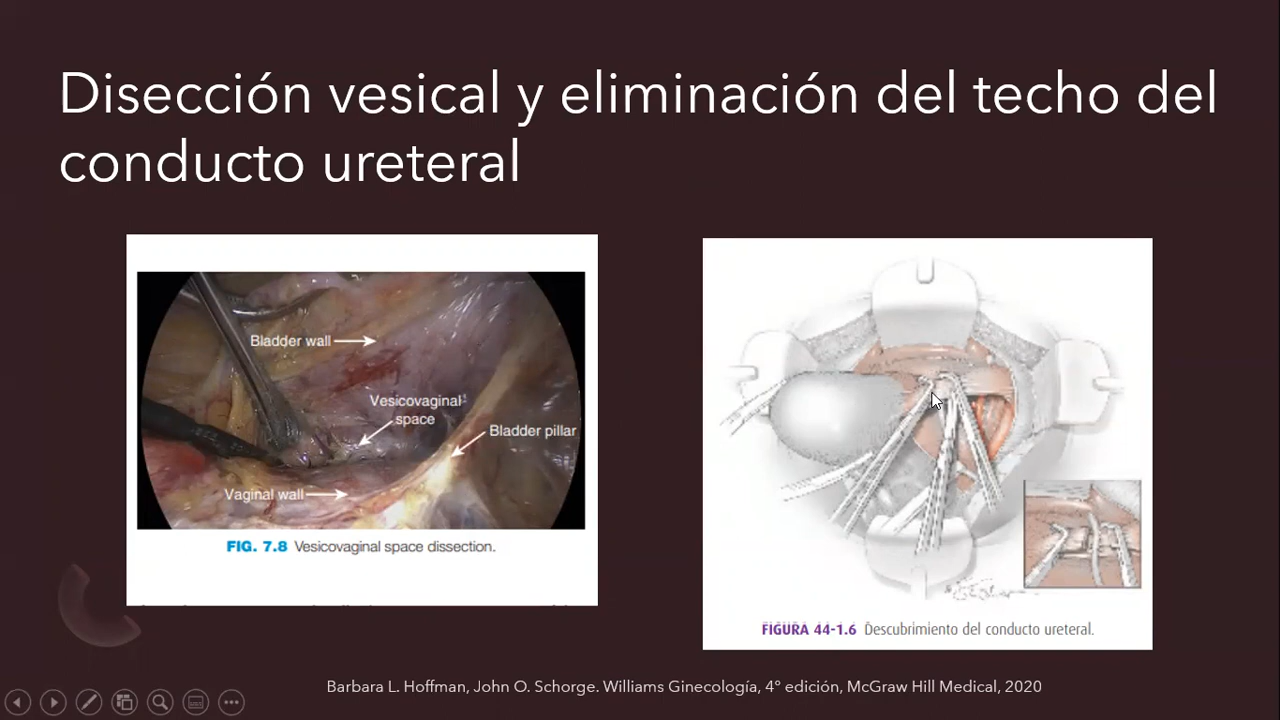 Disección vesical y eliminación del techo del
conducto ureteral
Bladder wall
Vesicovaginal
space
Bladder pillar
Vaginal wall
FIG. 7.8 Vesicovaginal space dissection.
FIGURA 44-1.6 Descubrimiento del conducto ureteral.
Barbara L. Hoffman, John O. Schorge. Williams Ginecología, 4° edición, McGraw Hill Medical, 2020